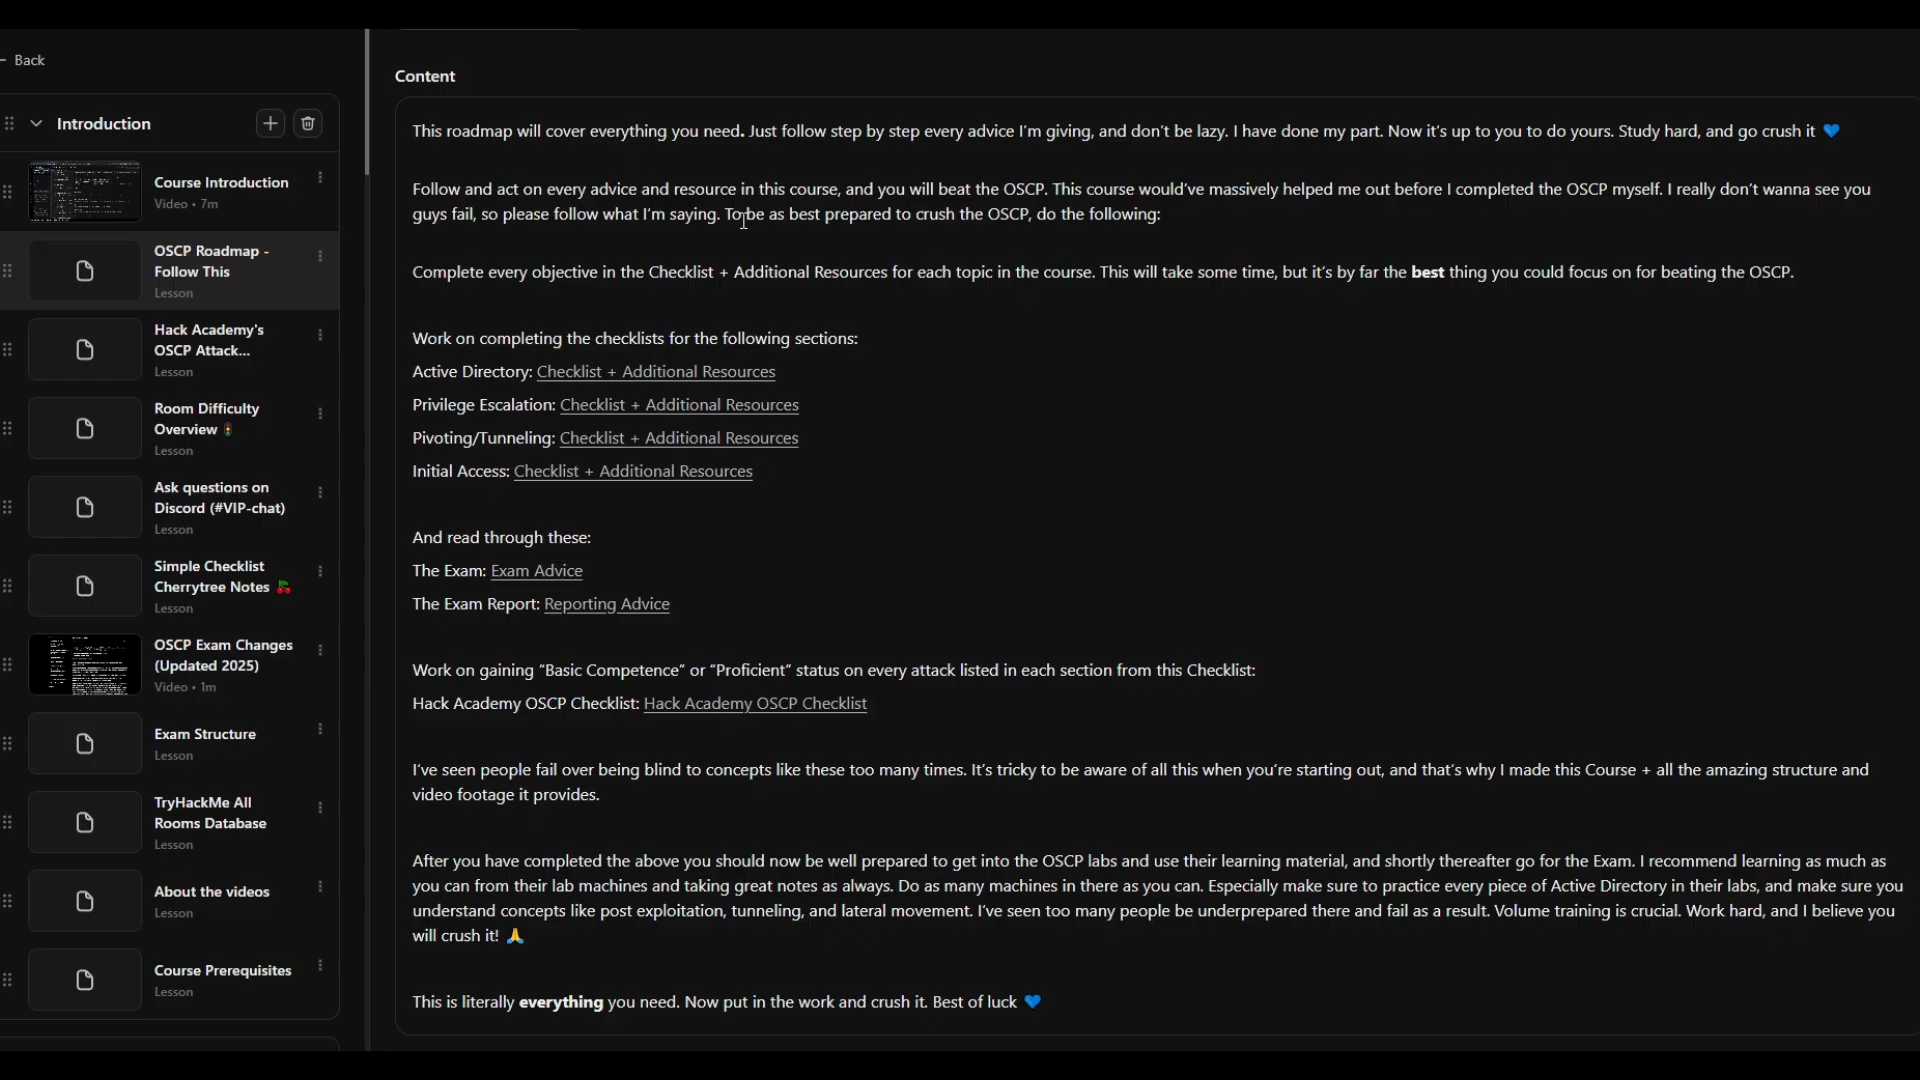 Back
Introduction
Course Introduction
Video • 7m
OSCP Roadmap -
Follow This
Lesson
Hack Academy's
OSCP Attack...
Lesson
Room Difficulty
Overview 🚦
Lesson
Ask questions on
Discord (#VIP-chat)
Lesson
Simple Checklist
Cherrytree Notes 🍒
Lesson
OSCP Exam Changes
(Updated 2025)
Video • 1m
Exam Structure
Lesson
TryHackMe All
Rooms Database
Lesson
About the videos
Lesson
Course Prerequisites
Lesson
Content
This roadmap will cover everything you need. Just follow step by step every advice I'm giving, and don't be lazy. I have done my part. Now it's up to you to do yours. Study hard, and go crush it 💙
Follow and act on every advice and resource in this course, and you will beat the OSCP. This course would've massively helped me out before I completed the OSCP myself. I really don't wanna see you
guys fail, so please follow what I'm saying. To be as best prepared to crush the OSCP, do the following:
Complete every objective in the Checklist + Additional Resources for each topic in the course. This will take some time, but it's by far the best thing you could focus on for beating the OSCP.
Work on completing the checklists for the following sections:
Active Directory: Checklist + Additional Resources
Privilege Escalation: Checklist + Additional Resources
Pivoting/Tunneling: Checklist + Additional Resources
Initial Access: Checklist + Additional Resources
And read through these:
The Exam: Exam Advice
The Exam Report: Reporting Advice
Work on gaining "Basic Competence" or "Proficient" status on every attack listed in each section from this Checklist:
Hack Academy OSCP Checklist: Hack Academy OSCP Checklist
I've seen people fail over being blind to concepts like these too many times. It's tricky to be aware of all this when you're starting out, and that's why I made this Course + all the amazing structure and
video footage it provides.
After you have completed the above you should now be well prepared to get into the OSCP labs and use their learning material, and shortly thereafter go for the Exam. I recommend learning as much as
you can from their lab machines and taking great notes as always. Do as many machines in there as you can. Especially make sure to practice every piece of Active Directory in their labs, and make sure you
understand concepts like post exploitation, tunneling, and lateral movement. I've seen too many people be underprepared there and fail as a result. Volume training is crucial. Work hard, and I believe you
will crush it! 🙏
This is literally everything you need. Now put in the work and crush it. Best of luck 💙